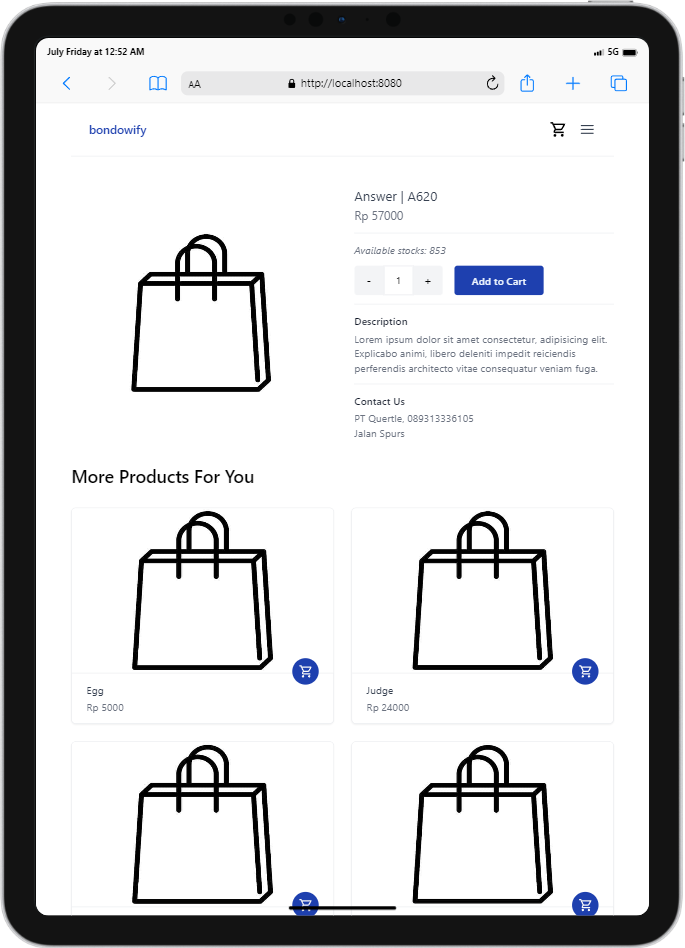 July Friday at 12:52 AM
5G
AA
http://localhost:8080
bondowify
Answer | A620
Rp 57000
Available stocks: 853
- 1 +
Add to Cart
Description
Lorem ipsum dolor sit amet consectetur, adipisicing elit.
Explicabo animi, libero deleniti impedit reiciendis
perferendis architecto vitae consequatur veniam fuga.
Contact Us
PT Quertle, 089313336105
Jalan Spurs
More Products For You
Egg
Rp 5000
Judge
Rp 24000